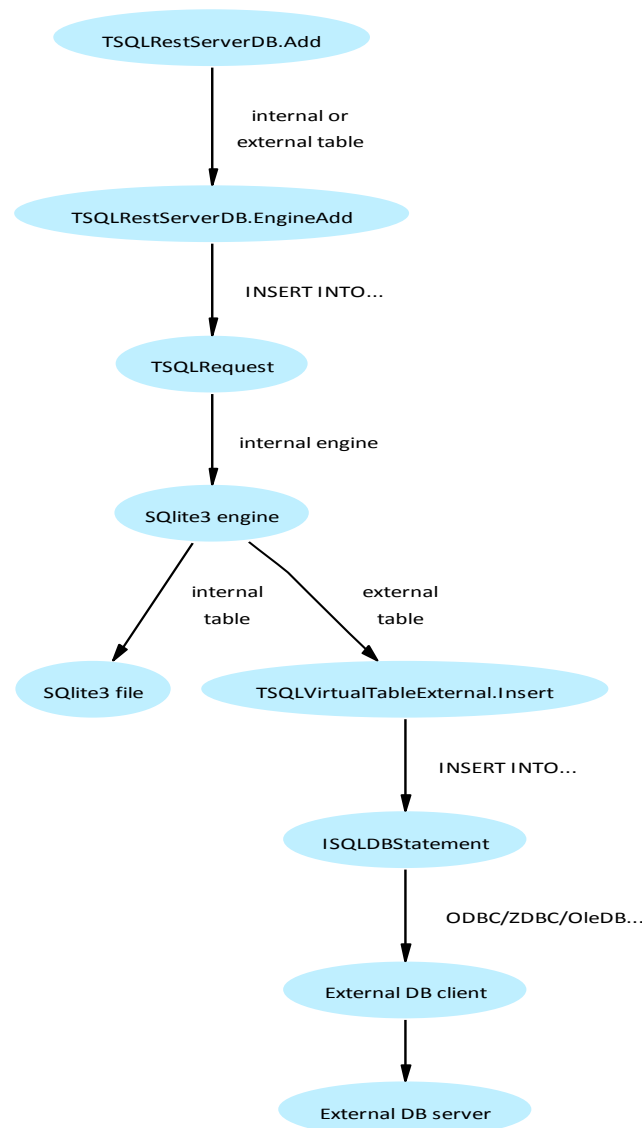 TSQLRestServerDB.Add
internal or
external table
TSQLRestServerDB.EngineAdd
INSERT INTO...
TSQLRequest
internal engine
SQlite3 engine
internal
table
external
table
SQlite3 file
TSQLVirtualTableExternal.Insert
INSERT INTO...
ISQLDBStatement
ODBC/ZDBC/OleDB...
External DB client
External DB server